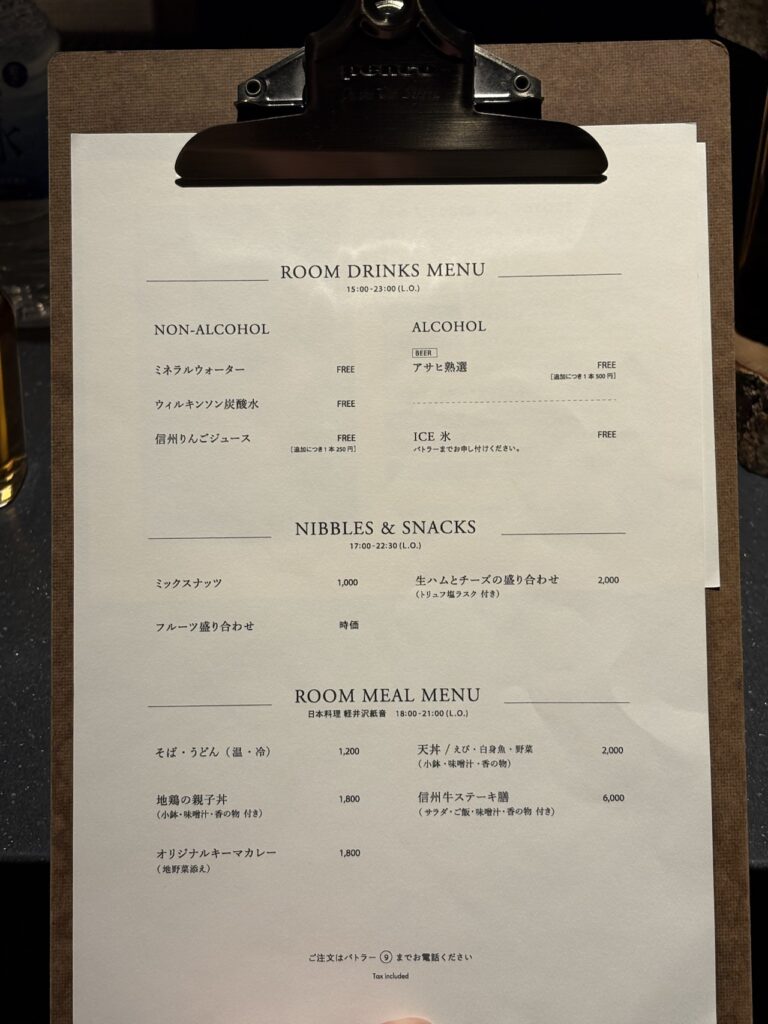 penco
ROOM DRINKS MENU
15:00-23:00 (L.O.)
NON-ALCOHOL
ミネラルウォーター FREE
ウィルキンソン炭酸水 FREE
信州りんごジュース FREE
[追加につき1本250円]
ALCOHOL
BEER
アサヒ熟選 FREE
[追加につき1本500円]
ICE 氷 FREE
バトラーまでお申し付けください。
NIBBLES & SNACKS
17:00-22:30 (L.O.)
ミックスナッツ 1,000
フルーツ盛り合わせ 時価
生ハムとチーズの盛り合わせ 2,000
(トリュフ塩ラスク 付き)
ROOM MEAL MENU
日本料理 軽井沢紙音 18:00-21:00 (L.O.)
そば・うどん(温・冷) 1,200
地鶏の親子丼 1,800
(小鉢・味噌汁・香の物 付き)
オリジナルキーマカレー 1,800
(地野菜添え)
天丼 / えび・白身魚・野菜 2,000
(小鉢・味噌汁・香の物)
信州牛ステーキ膳 6,000
(サラダ・ご飯・味噌汁・香の物 付き)
ご注文はバトラー ⑨ までお電話ください
Tax included